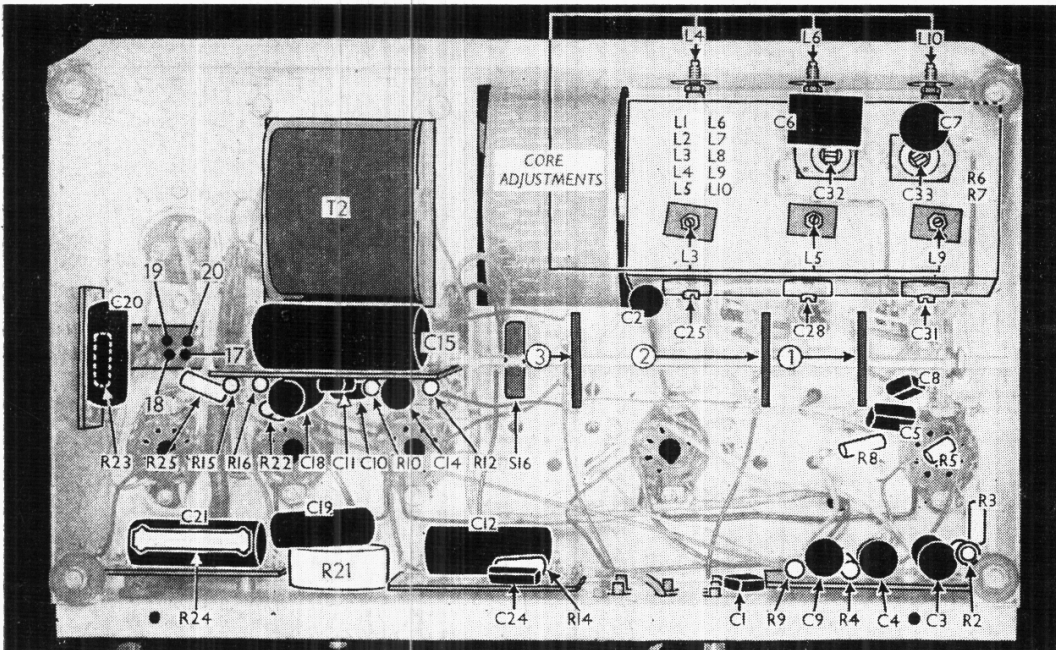 L4 L6 L10
L1 L6
L2 L7
L3 L8
L4 L9
L5 L10
C6
C7
CORE
ADJUSTMENTS
C32
C33
R6
R7
T2
L3
L5
L9
19
20
C20
C2
C25
C28
C31
17
C15
3
2
1
18
C8
C5
R23 R25 R15 R16 R22 C18 C11 C10 R10 C14 R12 S16
R8
R5
R3
C21
C19
C12
R21
R24
C24
R14
C1 R9 C9 R4 C4 C3 R2